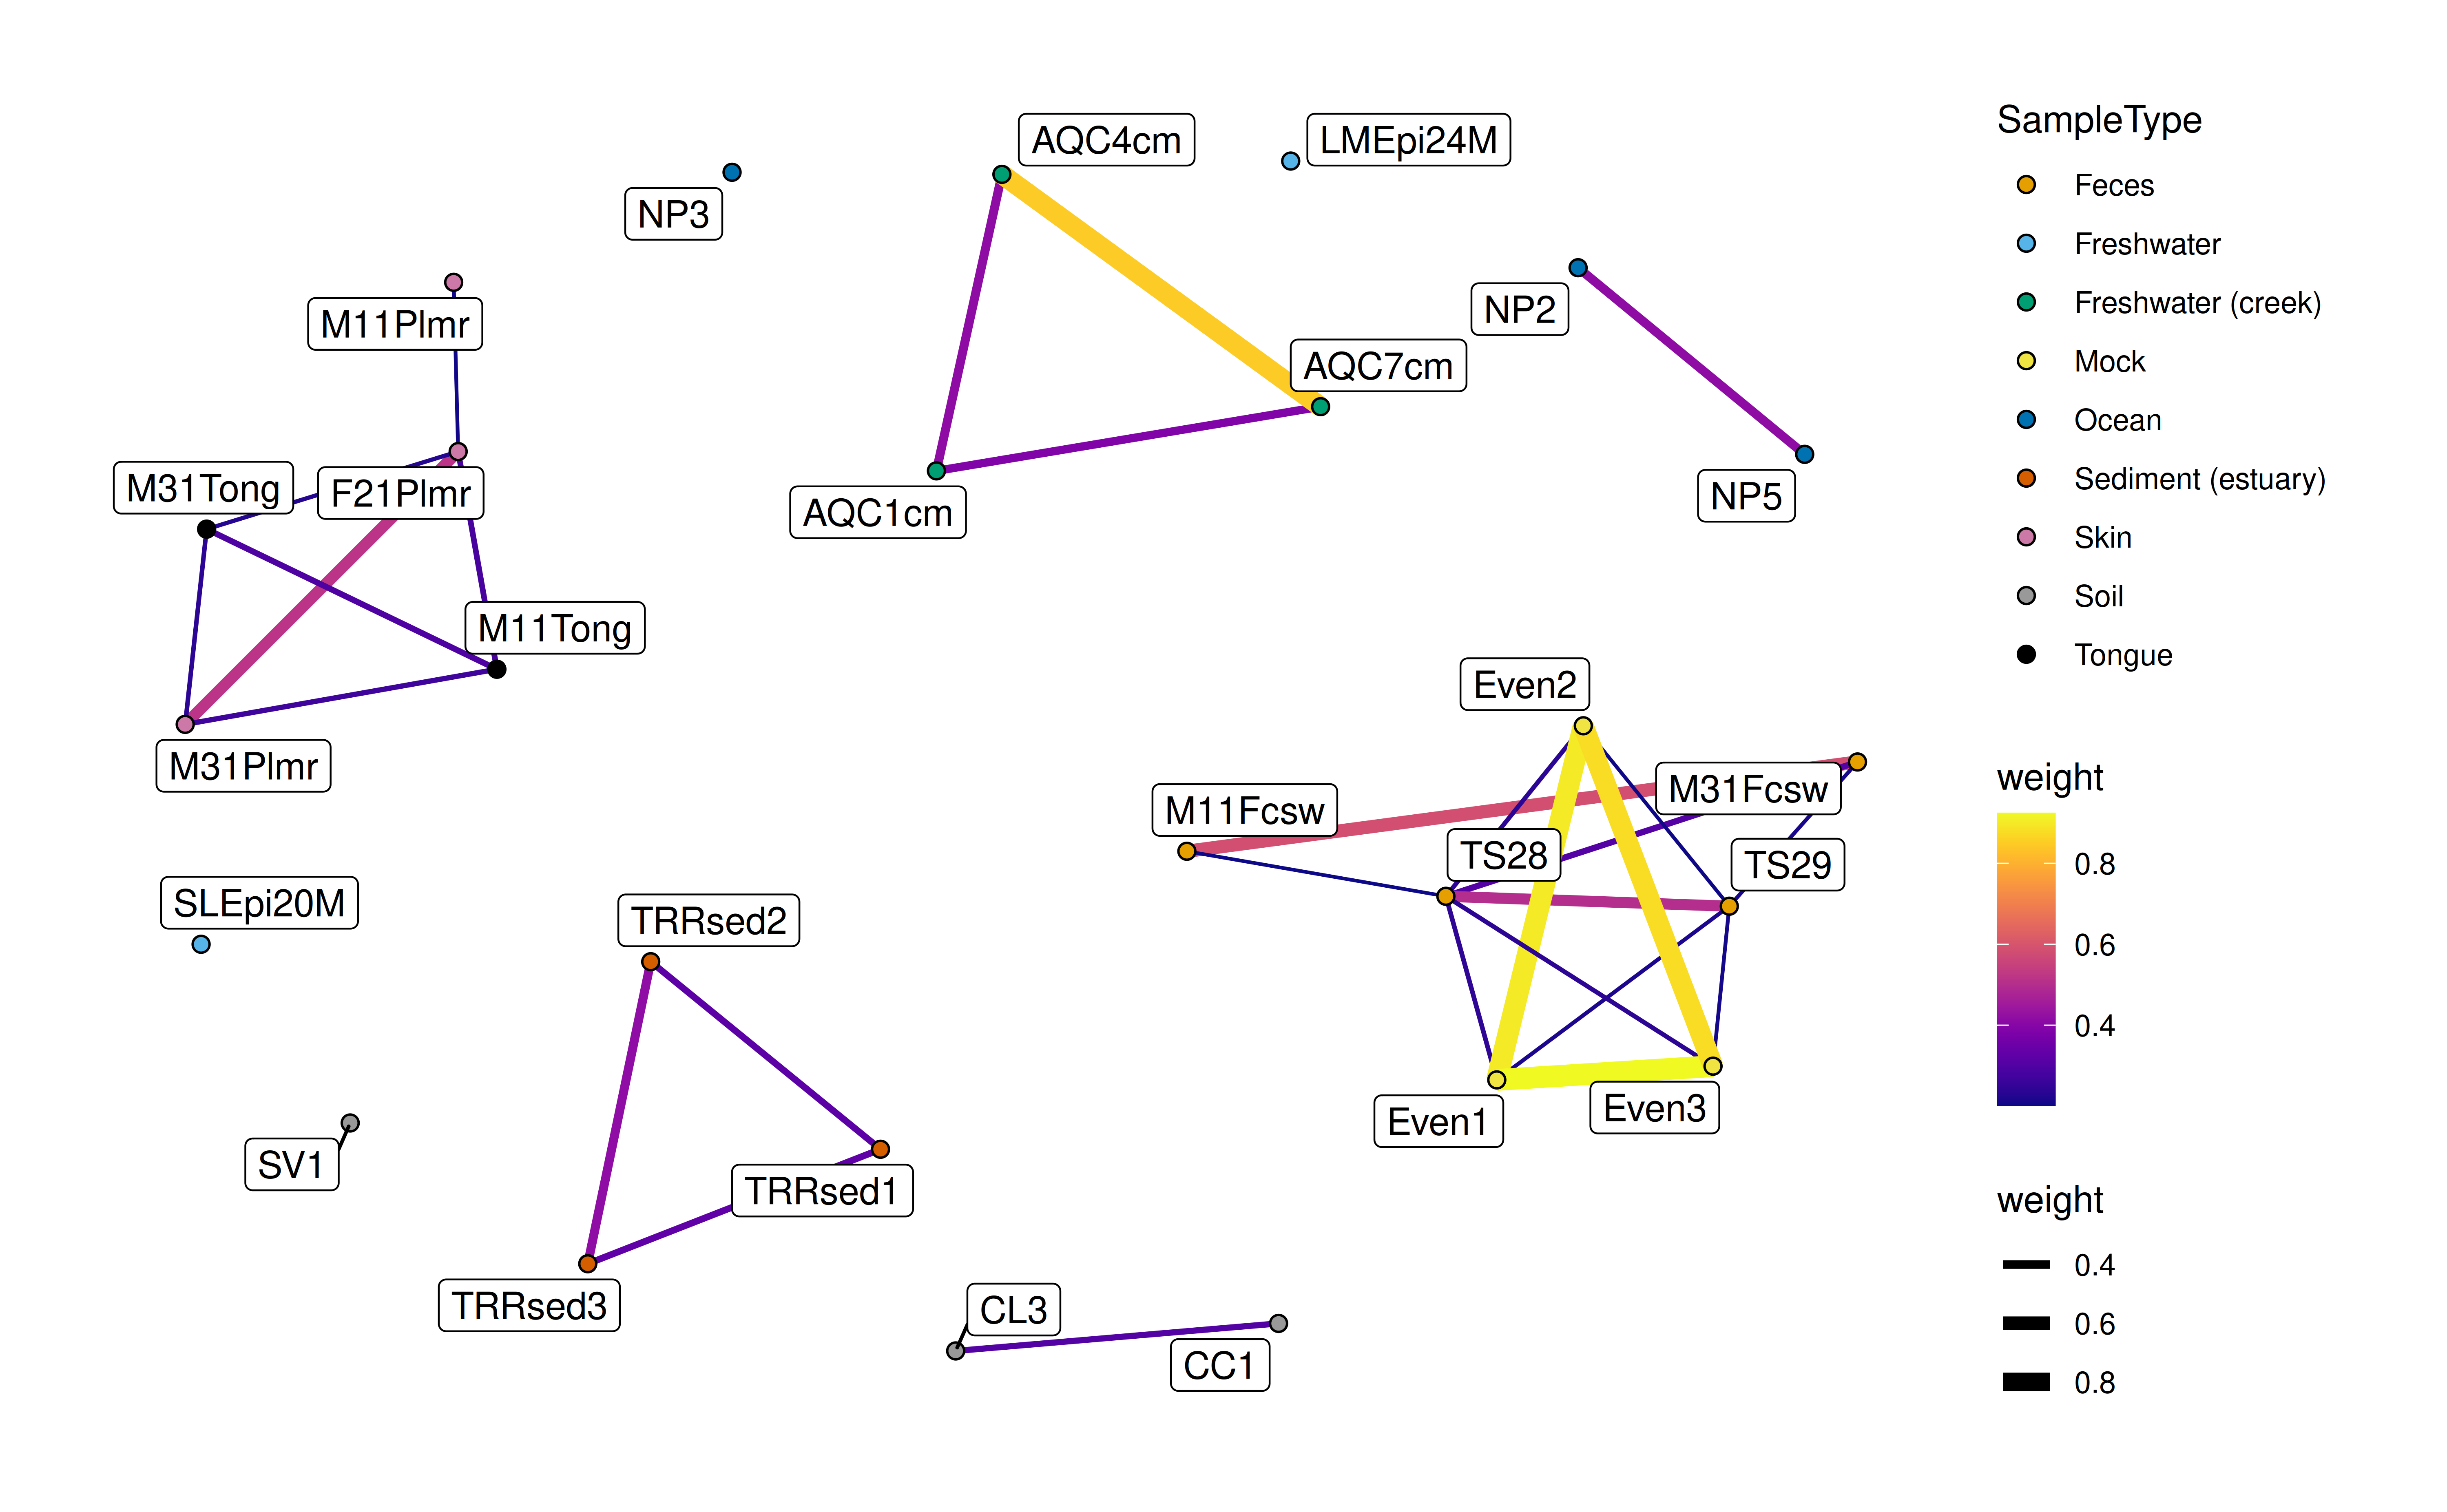 AQC4cm
LMEpi24M
NP3
NP2
M11Plmr
AQC7cm
M31Tong
F21Plmr
NP5
AQC1cm
M11Tong
Even2
M31Plmr
M31Fcsw
M11Fcsw
TS28
TS29
SLEpi20M
TRRsed2
Even3
Even1
SV1
TRRsed1
TRRsed3
CL3
CC1
SampleType
Feces
Freshwater
Freshwater (creek)
Mock
Ocean
Sediment (estuary)
Skin
Soil
Tongue
weight
0.8
0.6
0.4
weight
0.4
0.6
0.8